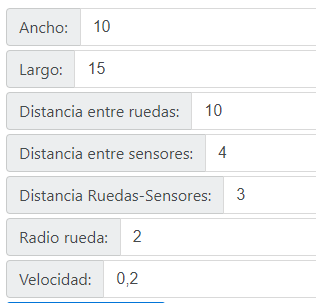 Ancho: 10
Largo: 15
Distancia entre ruedas: 10
Distancia entre sensores: 4
Distancia Ruedas-Sensores: 3
Radio rueda: 2
Velocidad: 0,2